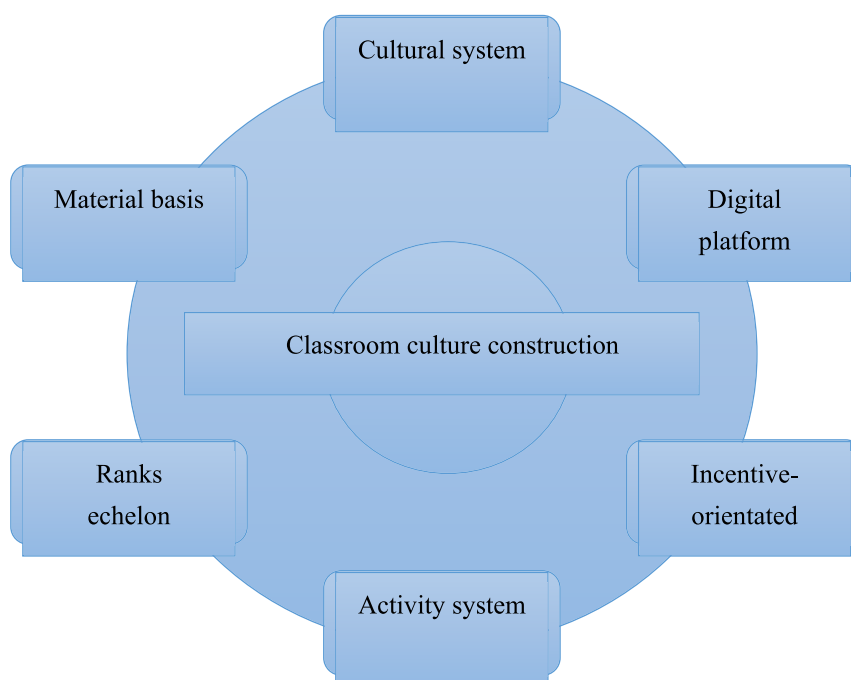 Cultural system
Material basis
Digital
platform
Classroom culture construction
Ranks
echelon
Incentive-
orientated
Activity system